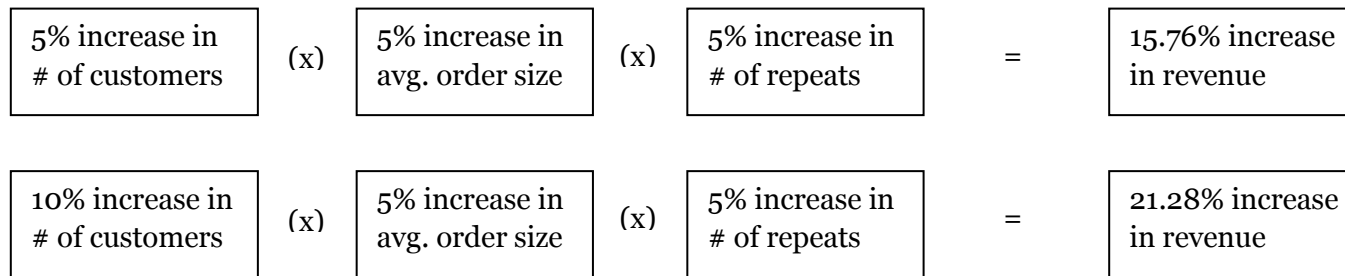 5% increase in
# of customers
(x)
5% increase in
avg. order size
(x)
5% increase in
# of repeats
=
15.76% increase
in revenue
10% increase in
# of customers
(x)
5% increase in
avg. order size
(x)
5% increase in
# of repeats
=
21.28% increase
in revenue